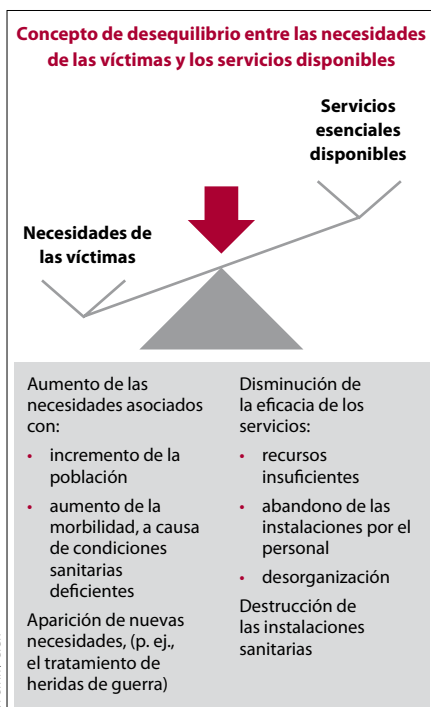 Concepto de desequilibrio entre las necesidades
de las víctimas y los servicios disponibles
Servicios
esenciales
disponibles
Necesidades de
las víctimas
Aumento de las
necesidades asociados
con:
• incremento de la
población
• aumento de la
morbilidad, a causa
de condiciones
sanitarias
deficientes
Aparición de nuevas
necesidades, (p. ej.,
el tratamiento de
heridas de guerra)
Disminución de
la eficacia de los
servicios:
• recursos
insuficientes
• abandono de las
instalaciones por el
personal
• desorganización
Destrucción de
las instalaciones
sanitarias